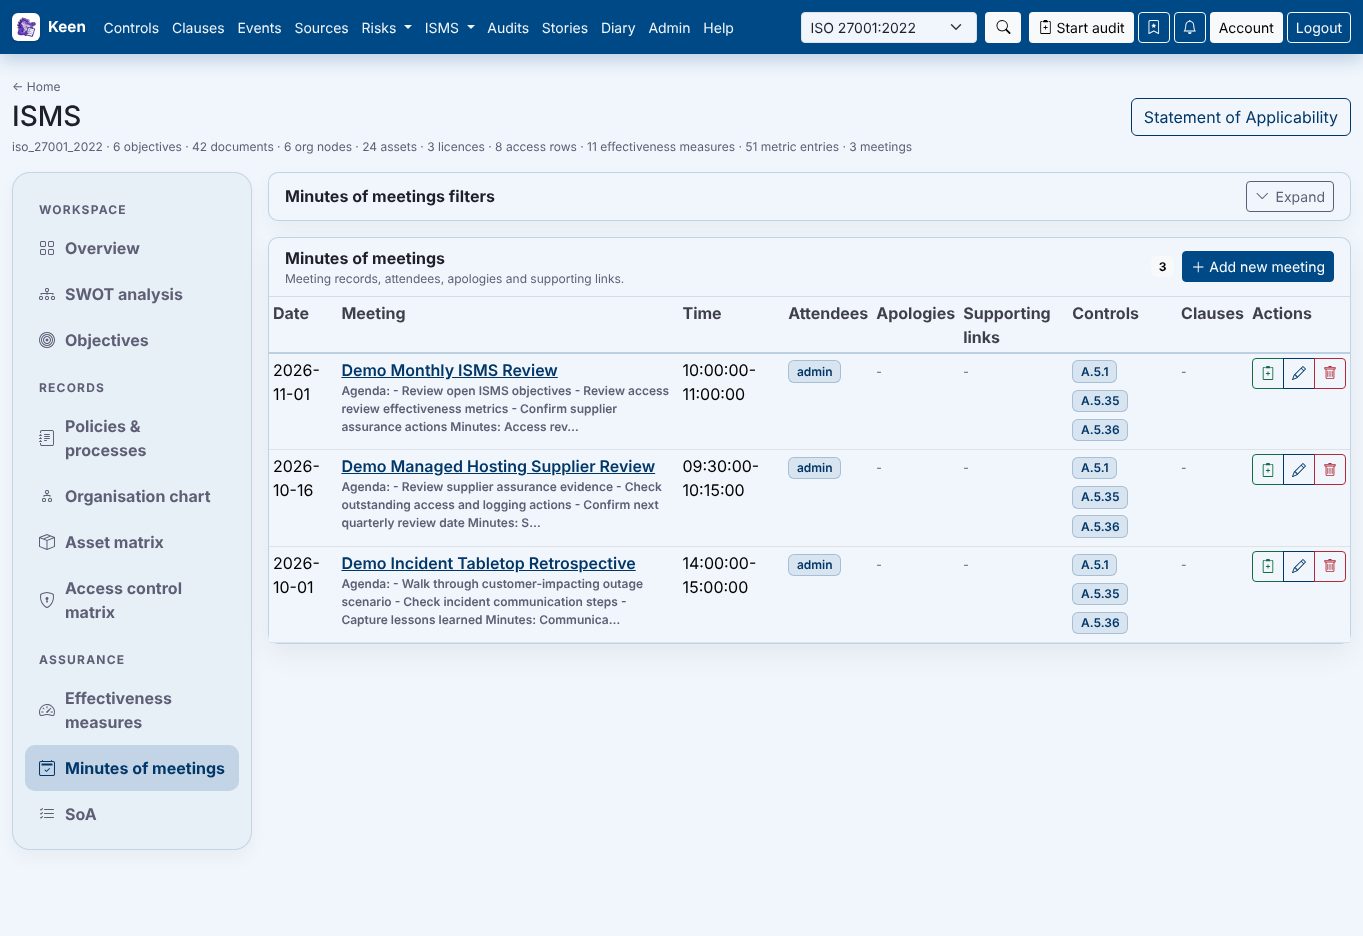 Keen Controls Clauses Events Sources Risks ISMS Audits Stories Diary Admin Help ISO 27001:2022 Start audit Account Logout
← Home
ISMS
Statement of Applicability
iso_27001_2022 · 6 objectives · 42 documents · 6 org nodes · 24 assets · 3 licences · 8 access rows · 11 effectiveness measures · 51 metric entries · 3 meetings
WORKSPACE
Overview
SWOT analysis
Objectives
RECORDS
Policies &
processes
Organisation chart
Asset matrix
Access control
matrix
ASSURANCE
Effectiveness
measures
Minutes of meetings
SoA
Minutes of meetings filters
Expand
Minutes of meetings
Meeting records, attendees, apologies and supporting links.
3
+ Add new meeting
Date Meeting Time Attendees Apologies Supporting links Controls Clauses Actions
2026-
11-01
Demo Monthly ISMS Review
Agenda: - Review open ISMS objectives - Review access
review effectiveness metrics - Confirm supplier
assurance actions Minutes: Access rev...
10:00:00-
11:00:00
admin
-
-
A.5.1
A.5.35
A.5.36
-
2026-
10-16
Demo Managed Hosting Supplier Review
Agenda: - Review supplier assurance evidence - Check
outstanding access and logging actions - Confirm next
quarterly review date Minutes: S...
09:30:00-
10:15:00
admin
-
-
A.5.1
A.5.35
A.5.36
-
2026-
10-01
Demo Incident Tabletop Retrospective
Agenda: - Walk through customer-impacting outage
scenario - Check incident communication steps -
Capture lessons learned Minutes: Communica...
14:00:00-
15:00:00
admin
-
-
A.5.1
A.5.35
A.5.36
-